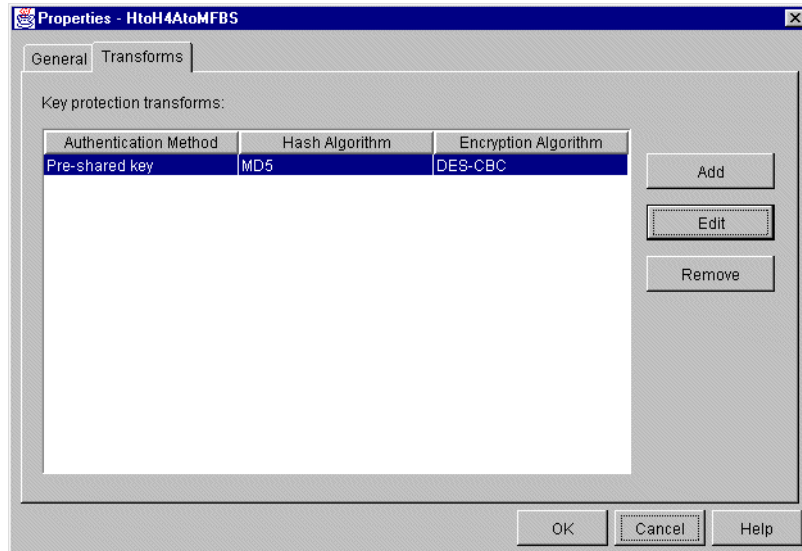 Properties - HtoH4AtoMFBS
General Transforms
Key protection transforms:
Authentication Method Hash Algorithm Encryption Algorithm
Pre-shared key MD5 DES-CBC
Add
Edit
Remove
OK Cancel Help